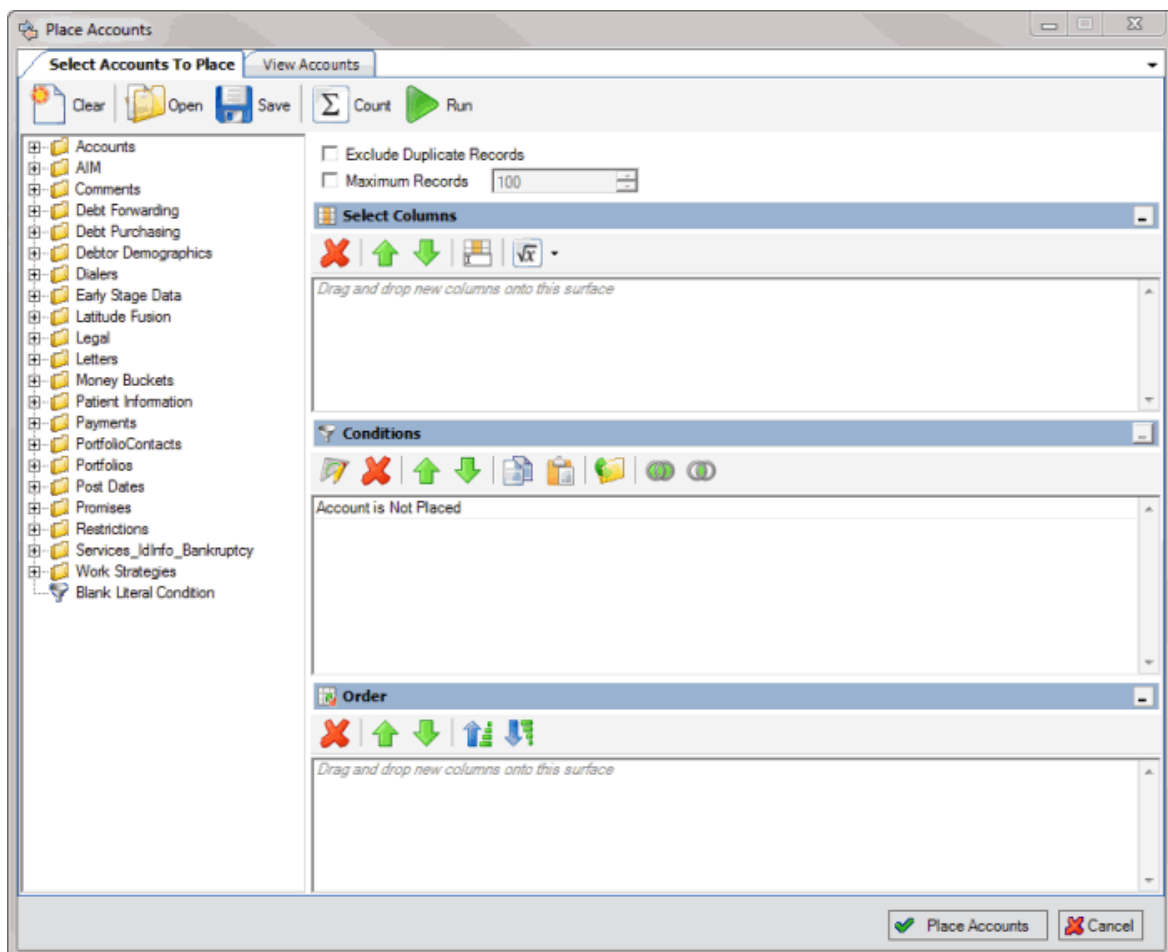 Place Accounts
Select Accounts To Place View Accounts
Clear Open Save Σ Count Run
Accounts
AIM
Comments
Debt Forwarding
Debt Purchasing
Debtor Demographics
Dialers
Early Stage Data
Latitude Fusion
Legal
Letters
Money Buckets
Patient Information
Payments
PortfolioContacts
Portfolios
Post Dates
Promises
Restrictions
Services_IdInfo_Bankruptcy
Work Strategies
Blank Literal Condition
Exclude Duplicate Records
Maximum Records 100
Select Columns
√x
Drag and drop new columns onto this surface
Conditions
Account is Not Placed
Order
Drag and drop new columns onto this surface
Place Accounts Cancel